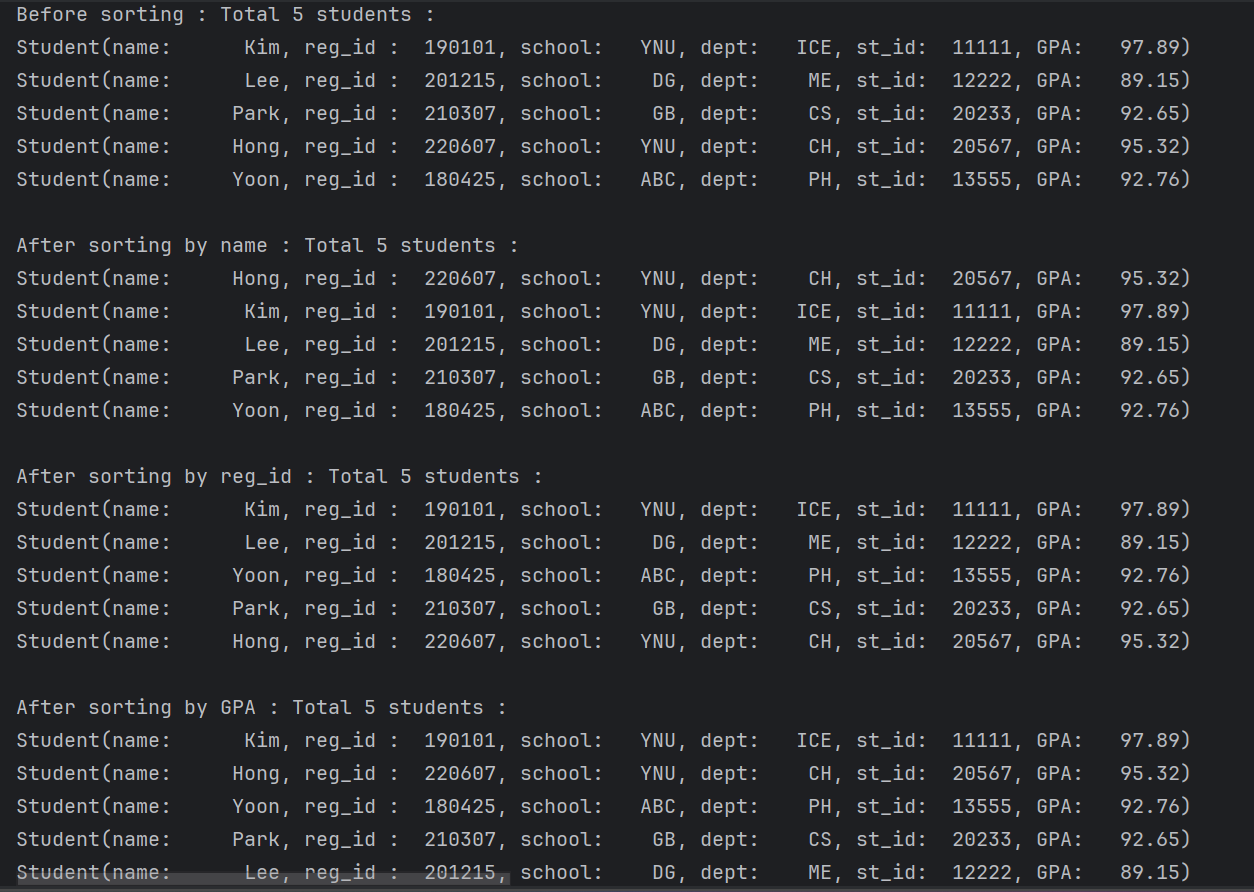 Before sorting : Total 5 students :
Student(name:      Kim, reg_id :  190101, school:   YNU, dept:   ICE, st_id:  11111, GPA:   97.89)
Student(name:      Lee, reg_id :  201215, school:    DG, dept:    ME, st_id:  12222, GPA:   89.15)
Student(name:     Park, reg_id :  210307, school:    GB, dept:    CS, st_id:  20233, GPA:   92.65)
Student(name:     Hong, reg_id :  220607, school:   YNU, dept:    CH, st_id:  20567, GPA:   95.32)
Student(name:     Yoon, reg_id :  180425, school:   ABC, dept:    PH, st_id:  13555, GPA:   92.76)

After sorting by name : Total 5 students :
Student(name:     Hong, reg_id :  220607, school:   YNU, dept:    CH, st_id:  20567, GPA:   95.32)
Student(name:      Kim, reg_id :  190101, school:   YNU, dept:   ICE, st_id:  11111, GPA:   97.89)
Student(name:      Lee, reg_id :  201215, school:    DG, dept:    ME, st_id:  12222, GPA:   89.15)
Student(name:     Park, reg_id :  210307, school:    GB, dept:    CS, st_id:  20233, GPA:   92.65)
Student(name:     Yoon, reg_id :  180425, school:   ABC, dept:    PH, st_id:  13555, GPA:   92.76)

After sorting by reg_id : Total 5 students :
Student(name:      Kim, reg_id :  190101, school:   YNU, dept:   ICE, st_id:  11111, GPA:   97.89)
Student(name:      Lee, reg_id :  201215, school:    DG, dept:    ME, st_id:  12222, GPA:   89.15)
Student(name:     Yoon, reg_id :  180425, school:   ABC, dept:    PH, st_id:  13555, GPA:   92.76)
Student(name:     Park, reg_id :  210307, school:    GB, dept:    CS, st_id:  20233, GPA:   92.65)
Student(name:     Hong, reg_id :  220607, school:   YNU, dept:    CH, st_id:  20567, GPA:   95.32)

After sorting by GPA : Total 5 students :
Student(name:      Kim, reg_id :  190101, school:   YNU, dept:   ICE, st_id:  11111, GPA:   97.89)
Student(name:     Hong, reg_id :  220607, school:   YNU, dept:    CH, st_id:  20567, GPA:   95.32)
Student(name:     Yoon, reg_id :  180425, school:   ABC, dept:    PH, st_id:  13555, GPA:   92.76)
Student(name:     Park, reg_id :  210307, school:    GB, dept:    CS, st_id:  20233, GPA:   92.65)
Student(name:      Lee, reg_id :  201215, school:    DG, dept:    ME, st_id:  12222, GPA:   89.15)